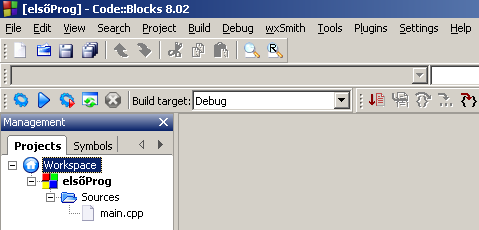 [elsőProg] - Code::Blocks 8.02
File Edit View Search Project Build Debug wxSmith Tools Plugins Settings Help
Build target: Debug
Management
Projects Symbols
Workspace
elsőProg
Sources
main.cpp